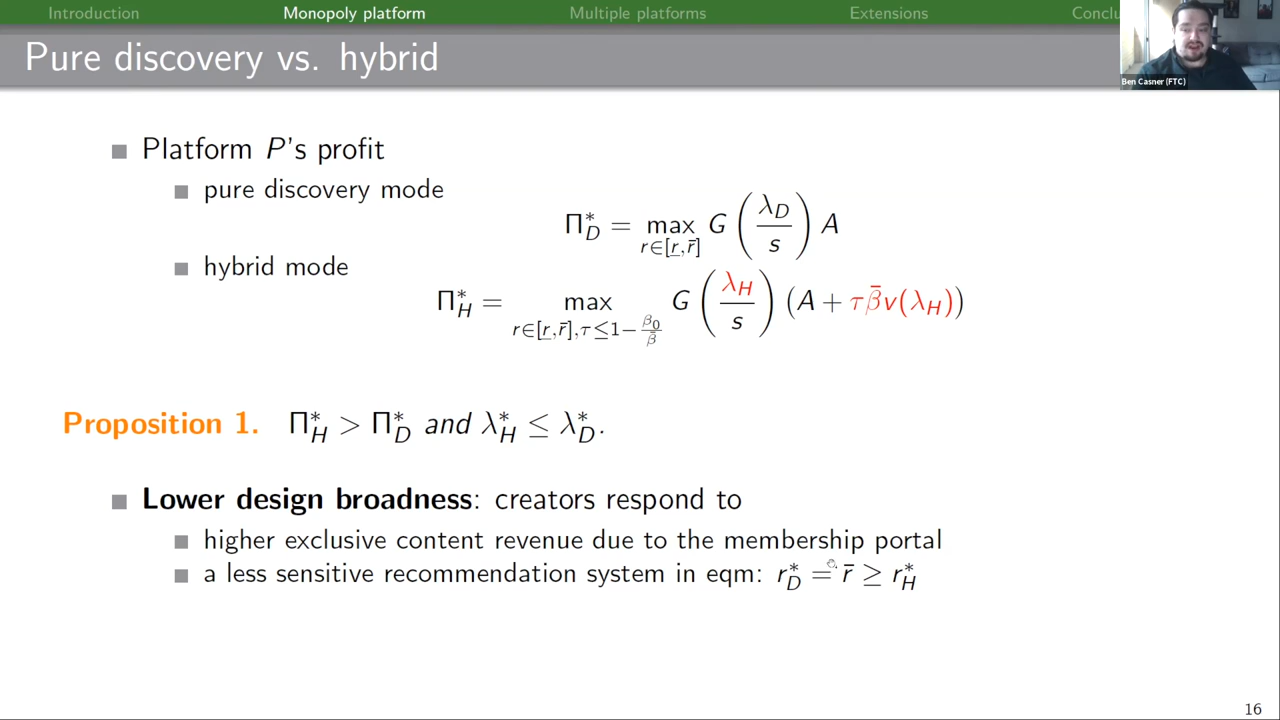 Introduction Monopoly platform Multiple platforms Extensions Conclu
Pure discovery vs. hybrid
Ben Casner (FTC)
Platform P's profit
pure discovery mode
Π*_D = max_{r∈[r̲,r̄]} G(λ_D/s) A
hybrid mode
Π*_H = max_{r∈[r̲,r̄],τ≤1−β₀/β̄} G(λ_H/s) (A + τβ̄v(λ_H))
Proposition 1. Π*_H > Π*_D and λ*_H ≤ λ*_D.
Lower design broadness: creators respond to
higher exclusive content revenue due to the membership portal
a less sensitive recommendation system in eqm: r*_D = r̄ ≥ r*_H
16